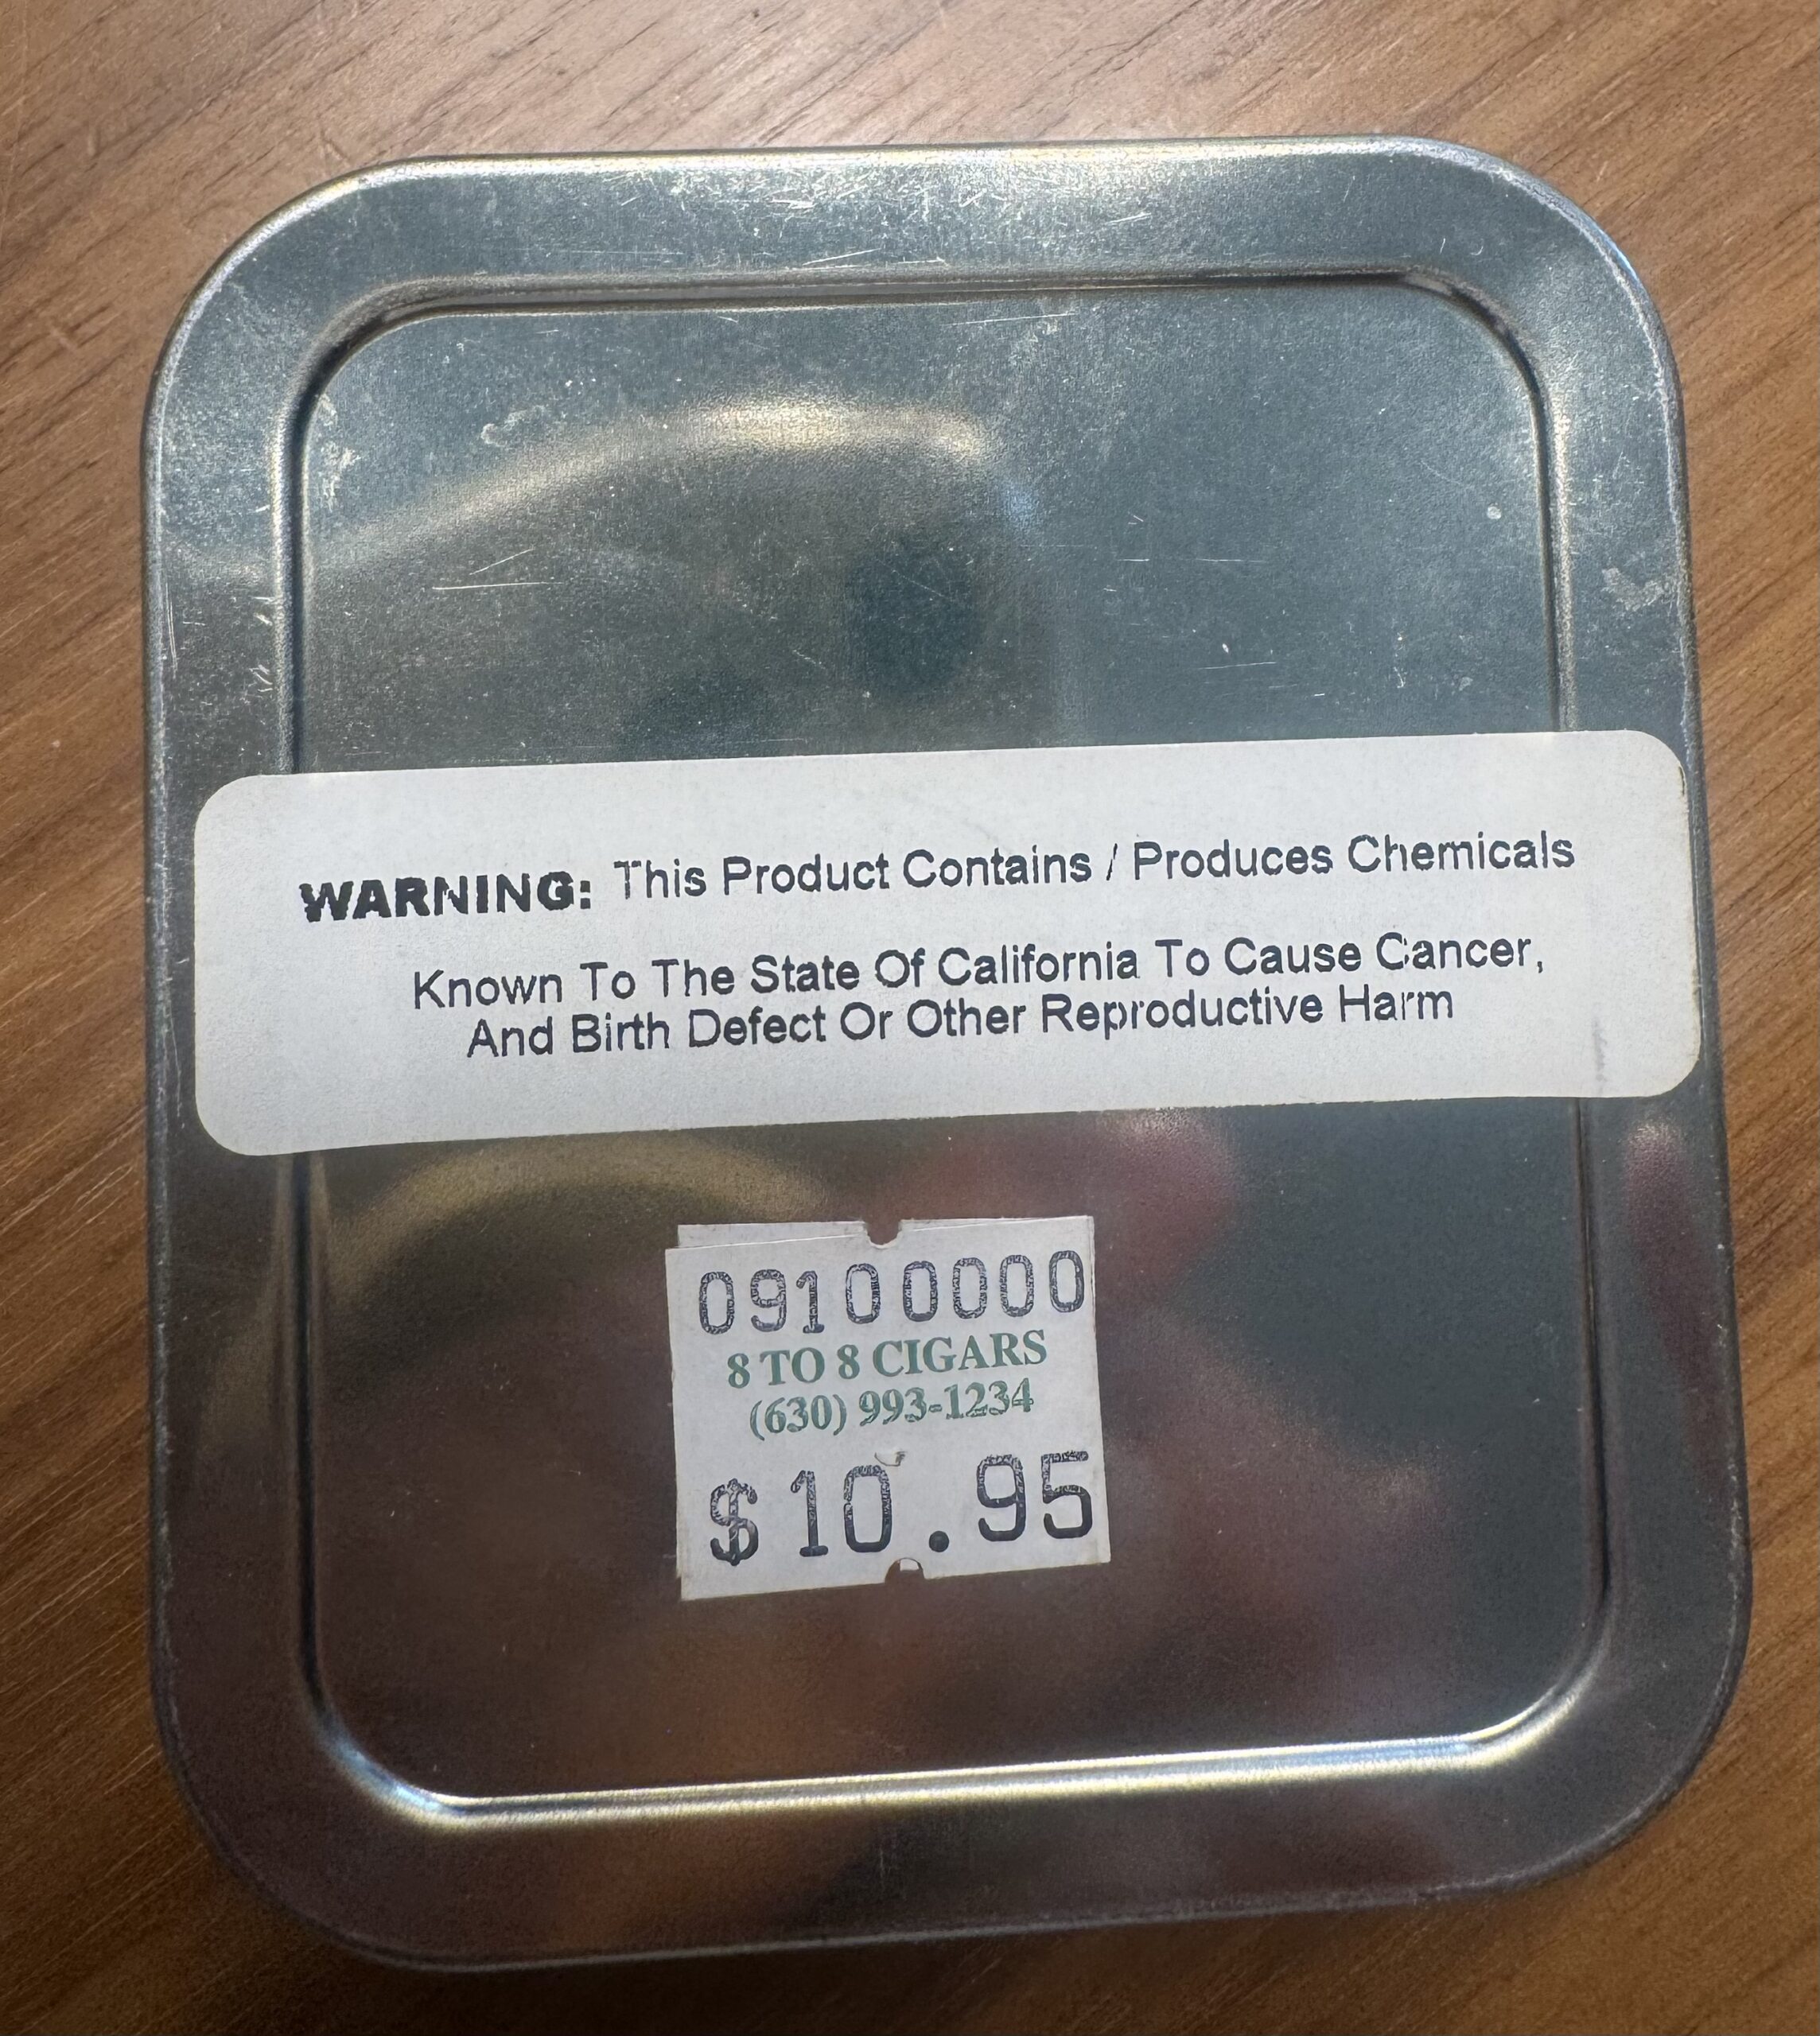 WARNING: This Product Contains / Produces Chemicals
Known To The State Of California To Cause Cancer,
And Birth Defect Or Other Reproductive Harm
09100000
8 TO 8 CIGARS
(630) 993-1234
$10.95